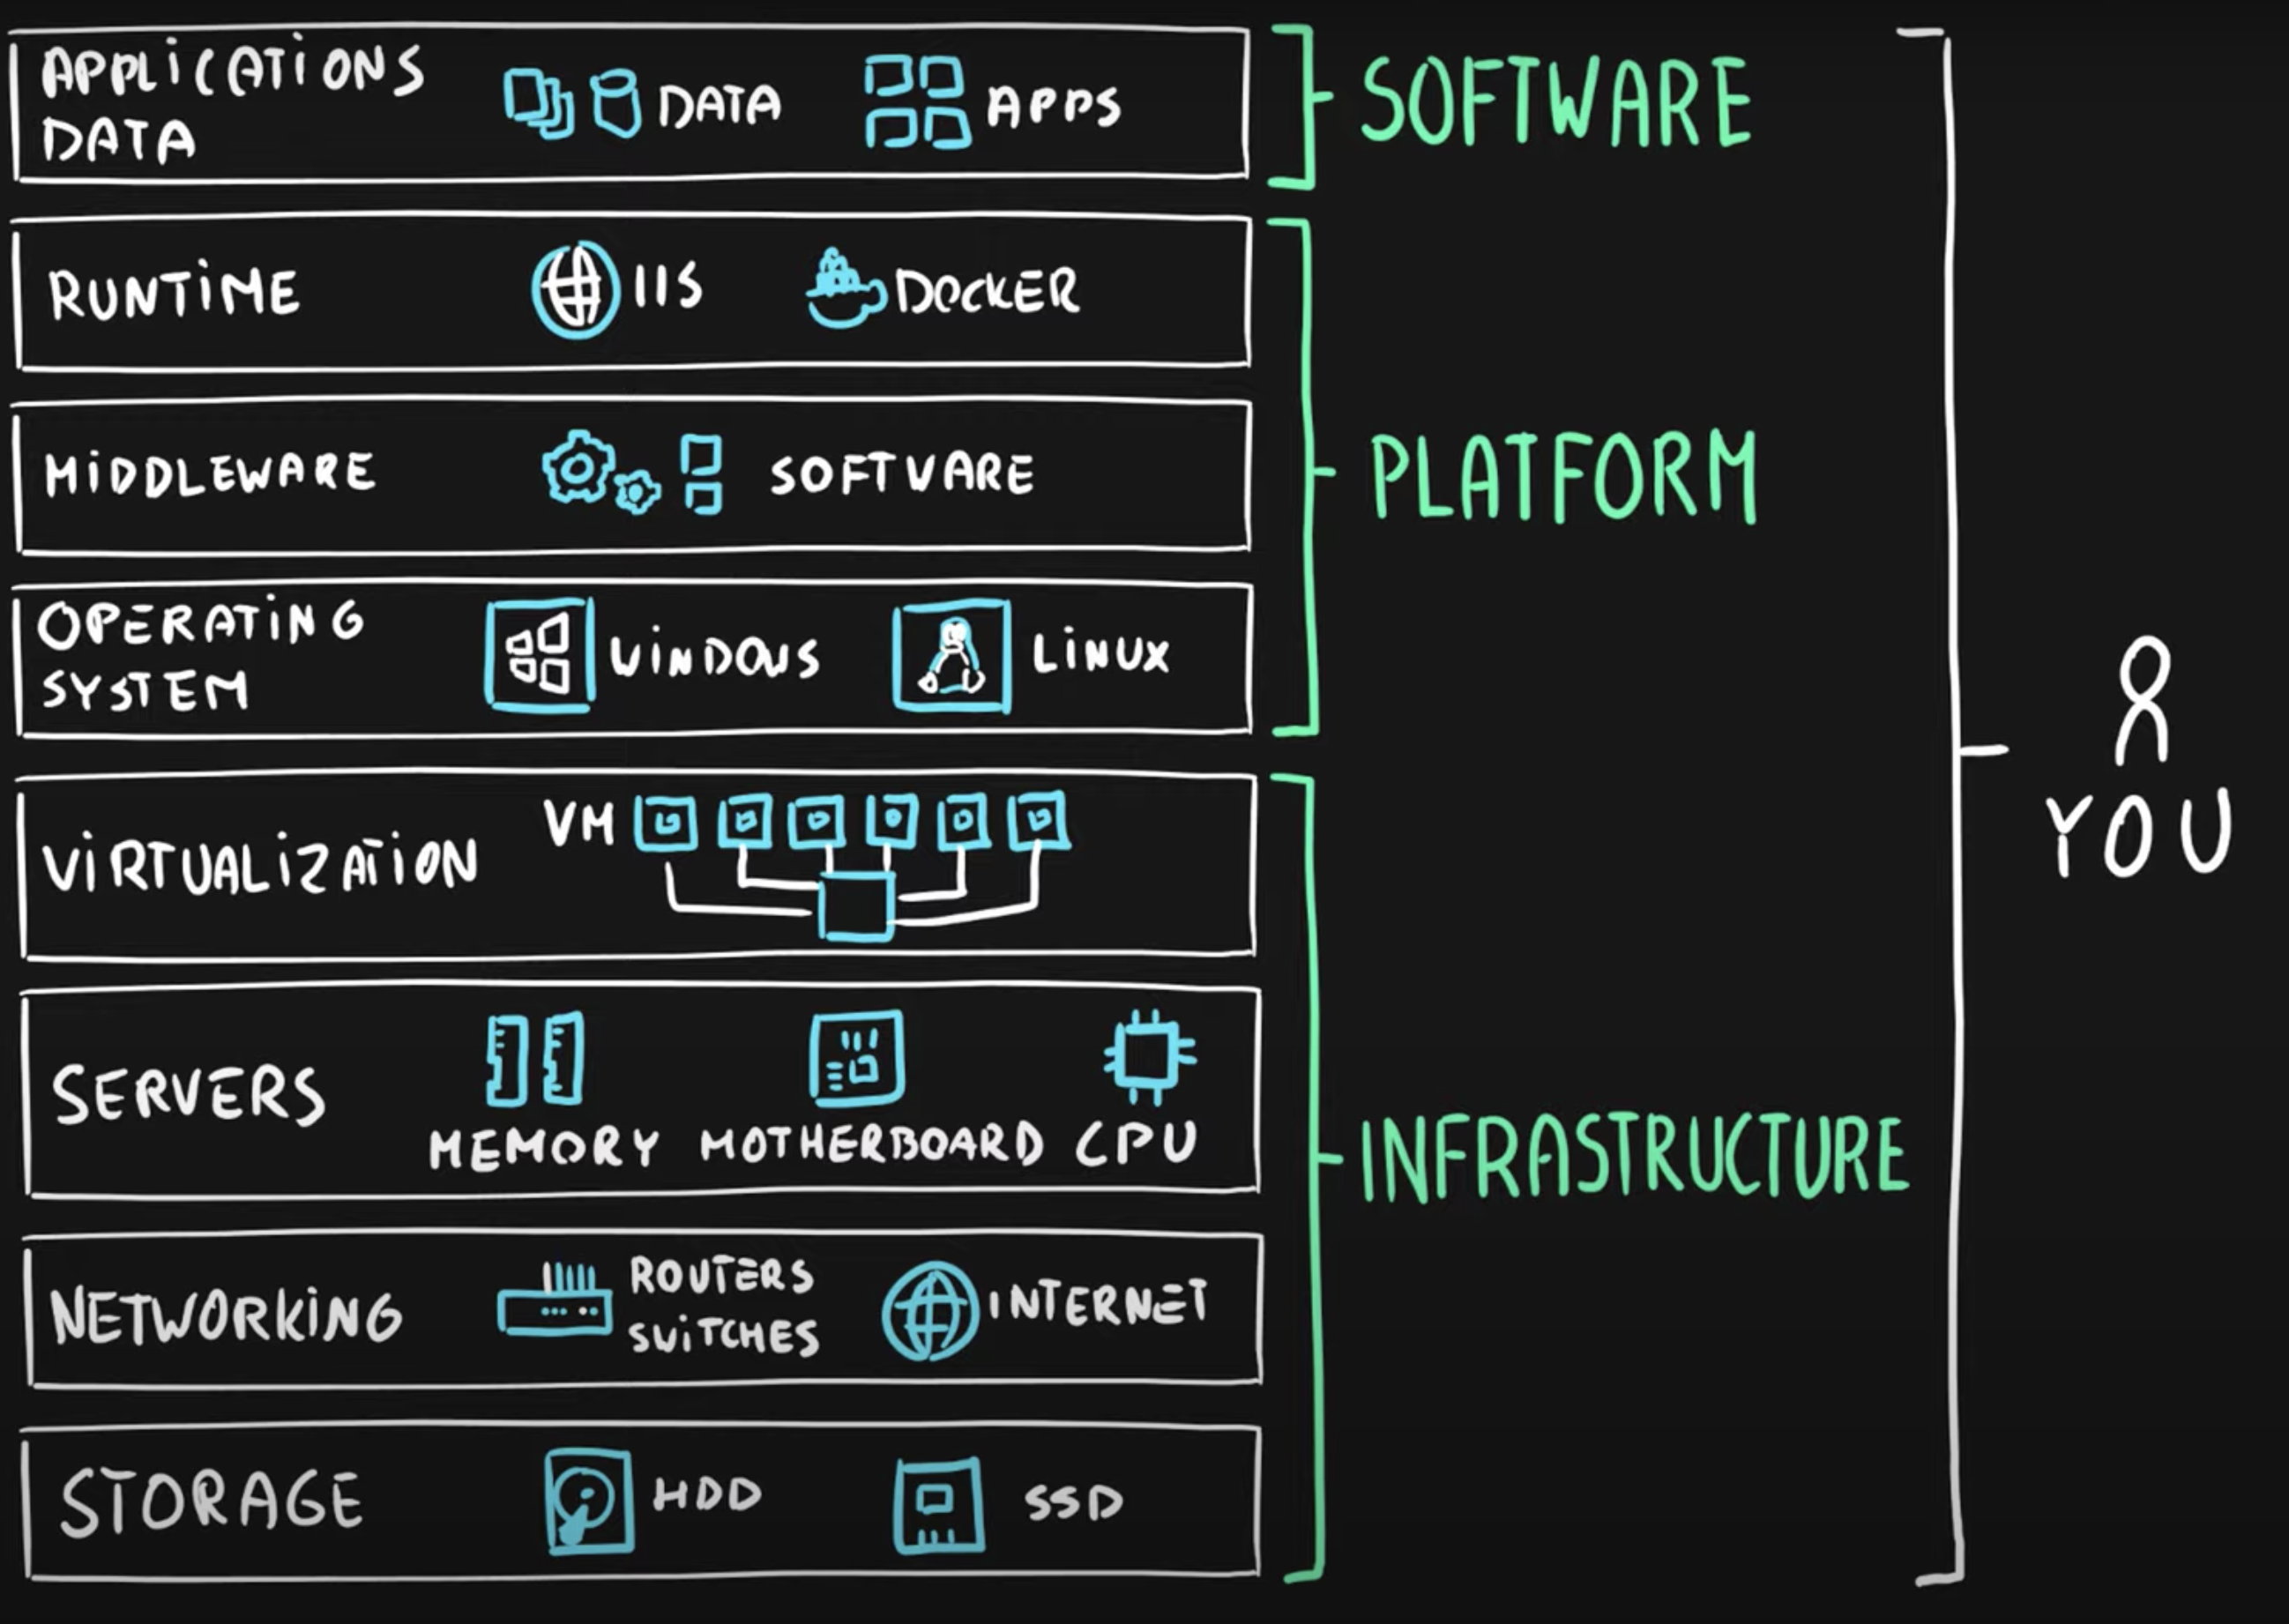 APPLICATIONS
DATA
DATA
APPS
SOFTWARE
RUNTIME
IIS
DOCKER
MIDDLEWARE
SOFTWARE
PLATFORM
OPERATING
SYSTEM
WINDOWS
LINUX
VIRTUALIZATION
VM
YOU
SERVERS
MEMORY
MOTHERBOARD
CPU
INFRASTRUCTURE
NETWORKING
ROUTERS
SWITCHES
INTERNET
STORAGE
HDD
SSD